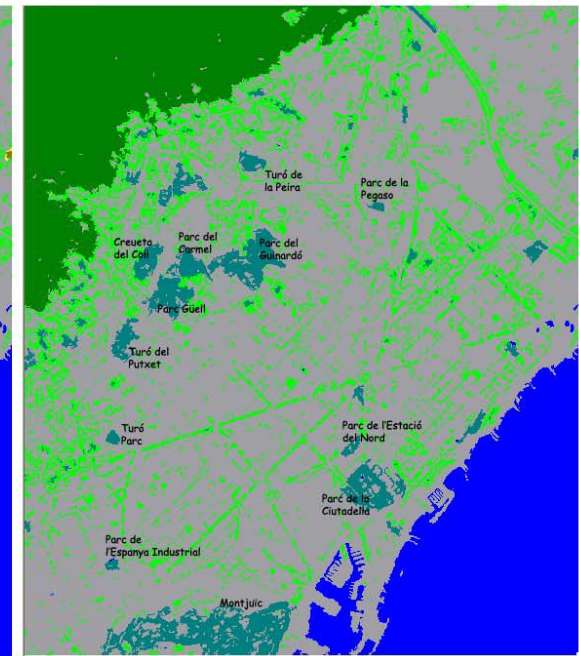 Turó de
la Peira
Parc de la
Pegaso
Creueta
del Coll
Parc del
Carmel
Parc del
Guinardó
Parc Güell
Turó del
Putxet
Turó
Parc
Parc de l'Estació
del Nord
Parc de la
Ciutadella
Parc de
l'Espanya Industrial
Montjuïc